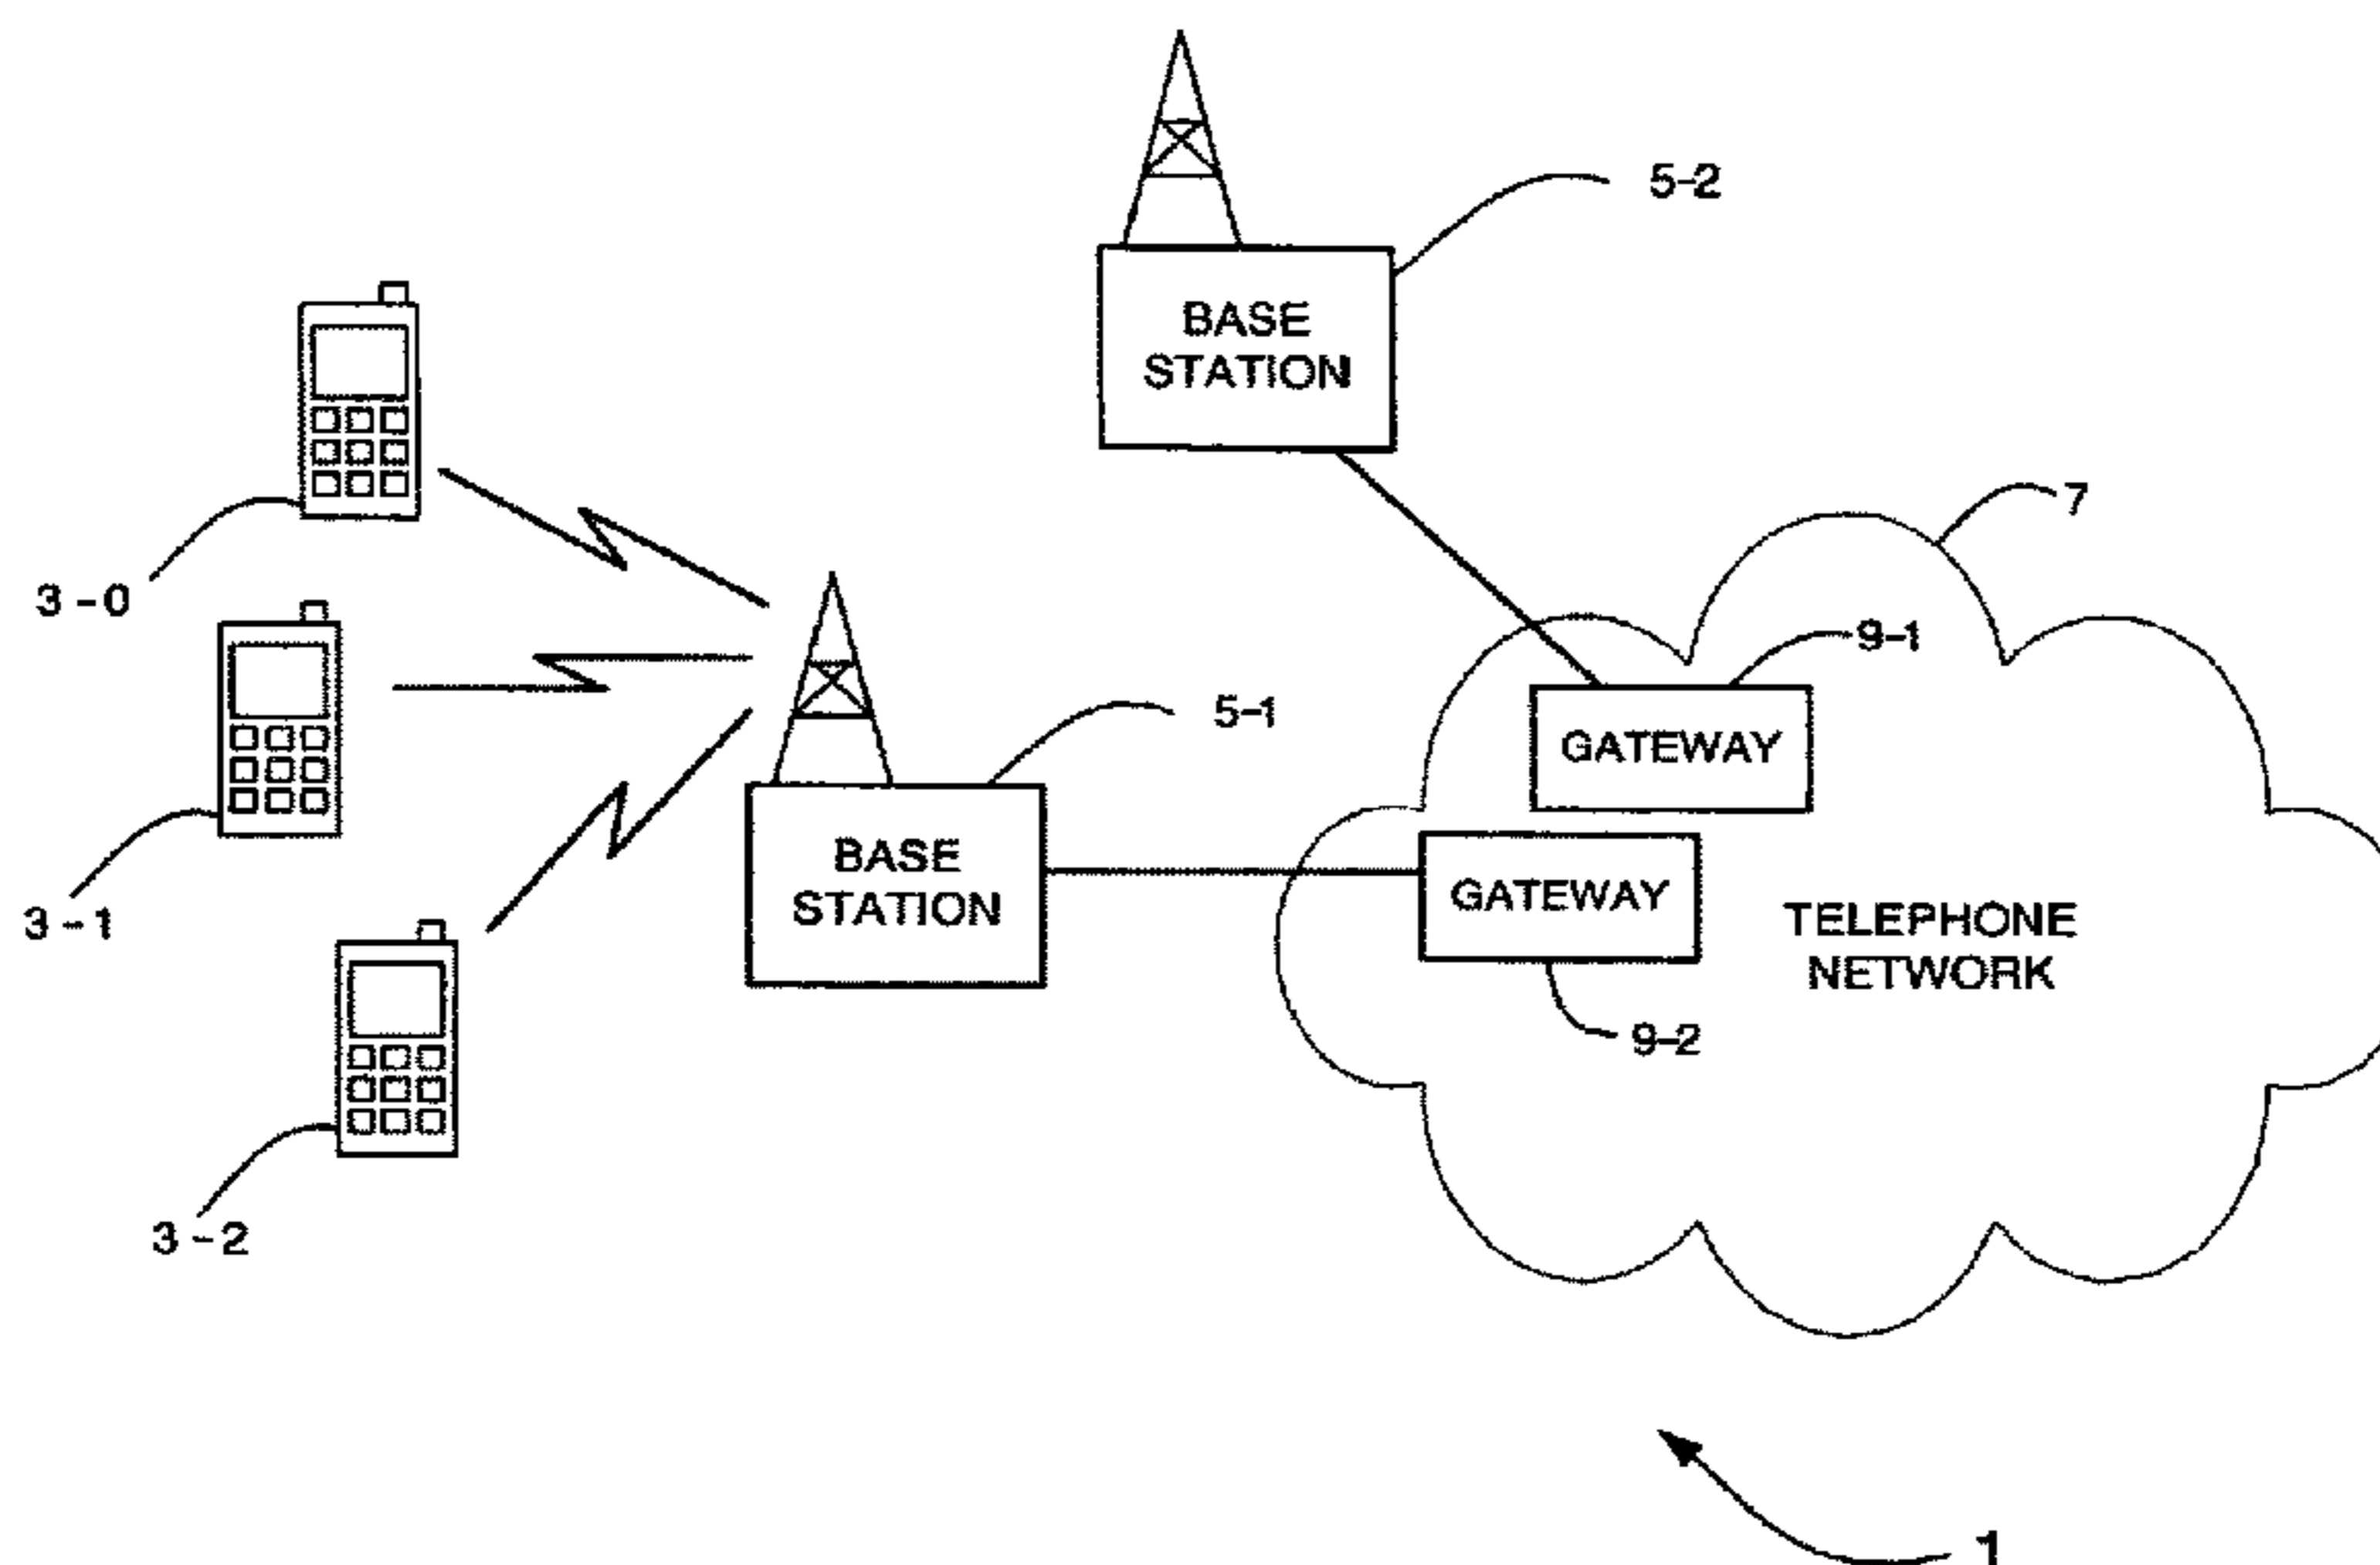 5-2
BASE
STATION
7
3-0
9-1
5-1
GATEWAY
BASE
STATION
GATEWAY
3-1
TELEPHONE
NETWORK
9-2
3-2
1